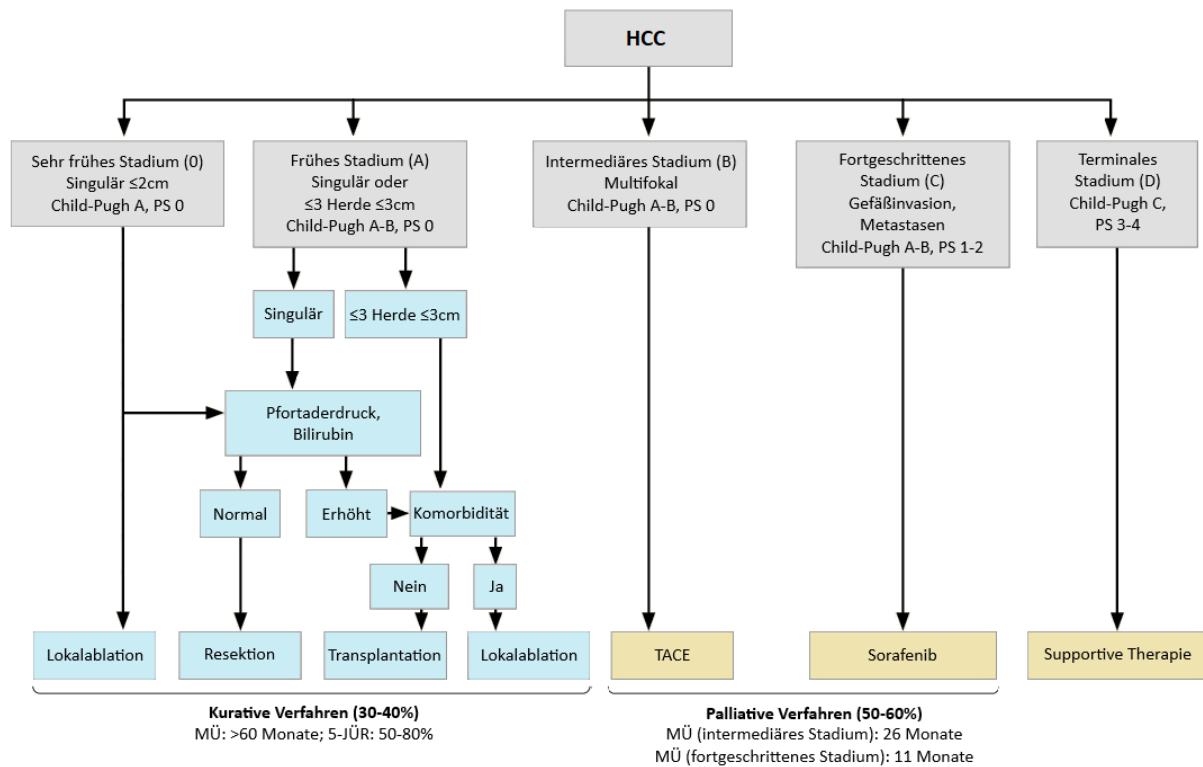 HCC
Sehr frühes Stadium (0)
Singulär ≤2cm
Child-Pugh A, PS 0
Frühes Stadium (A)
Singulär oder
≤3 Herde ≤3cm
Child-Pugh A-B, PS 0
Intermediäres Stadium (B)
Multifokal
Child-Pugh A-B, PS 0
Fortgeschrittenes
Stadium (C)
Gefäßinvasion,
Metastasen
Child-Pugh A-B, PS 1-2
Terminales
Stadium (D)
Child-Pugh C,
PS 3-4
Singulär
≤3 Herde ≤3cm
Pfortaderdruck,
Bilirubin
Normal
Erhöht
Komorbidität
Nein
Ja
Lokalablation
Resektion
Transplantation
Lokalablation
TACE
Sorafenib
Supportive Therapie
Kurative Verfahren (30-40%)
MÜ: >60 Monate; 5-JÜR: 50-80%
Palliative Verfahren (50-60%)
MÜ (intermediäres Stadium): 26 Monate
MÜ (fortgeschrittenes Stadium): 11 Monate